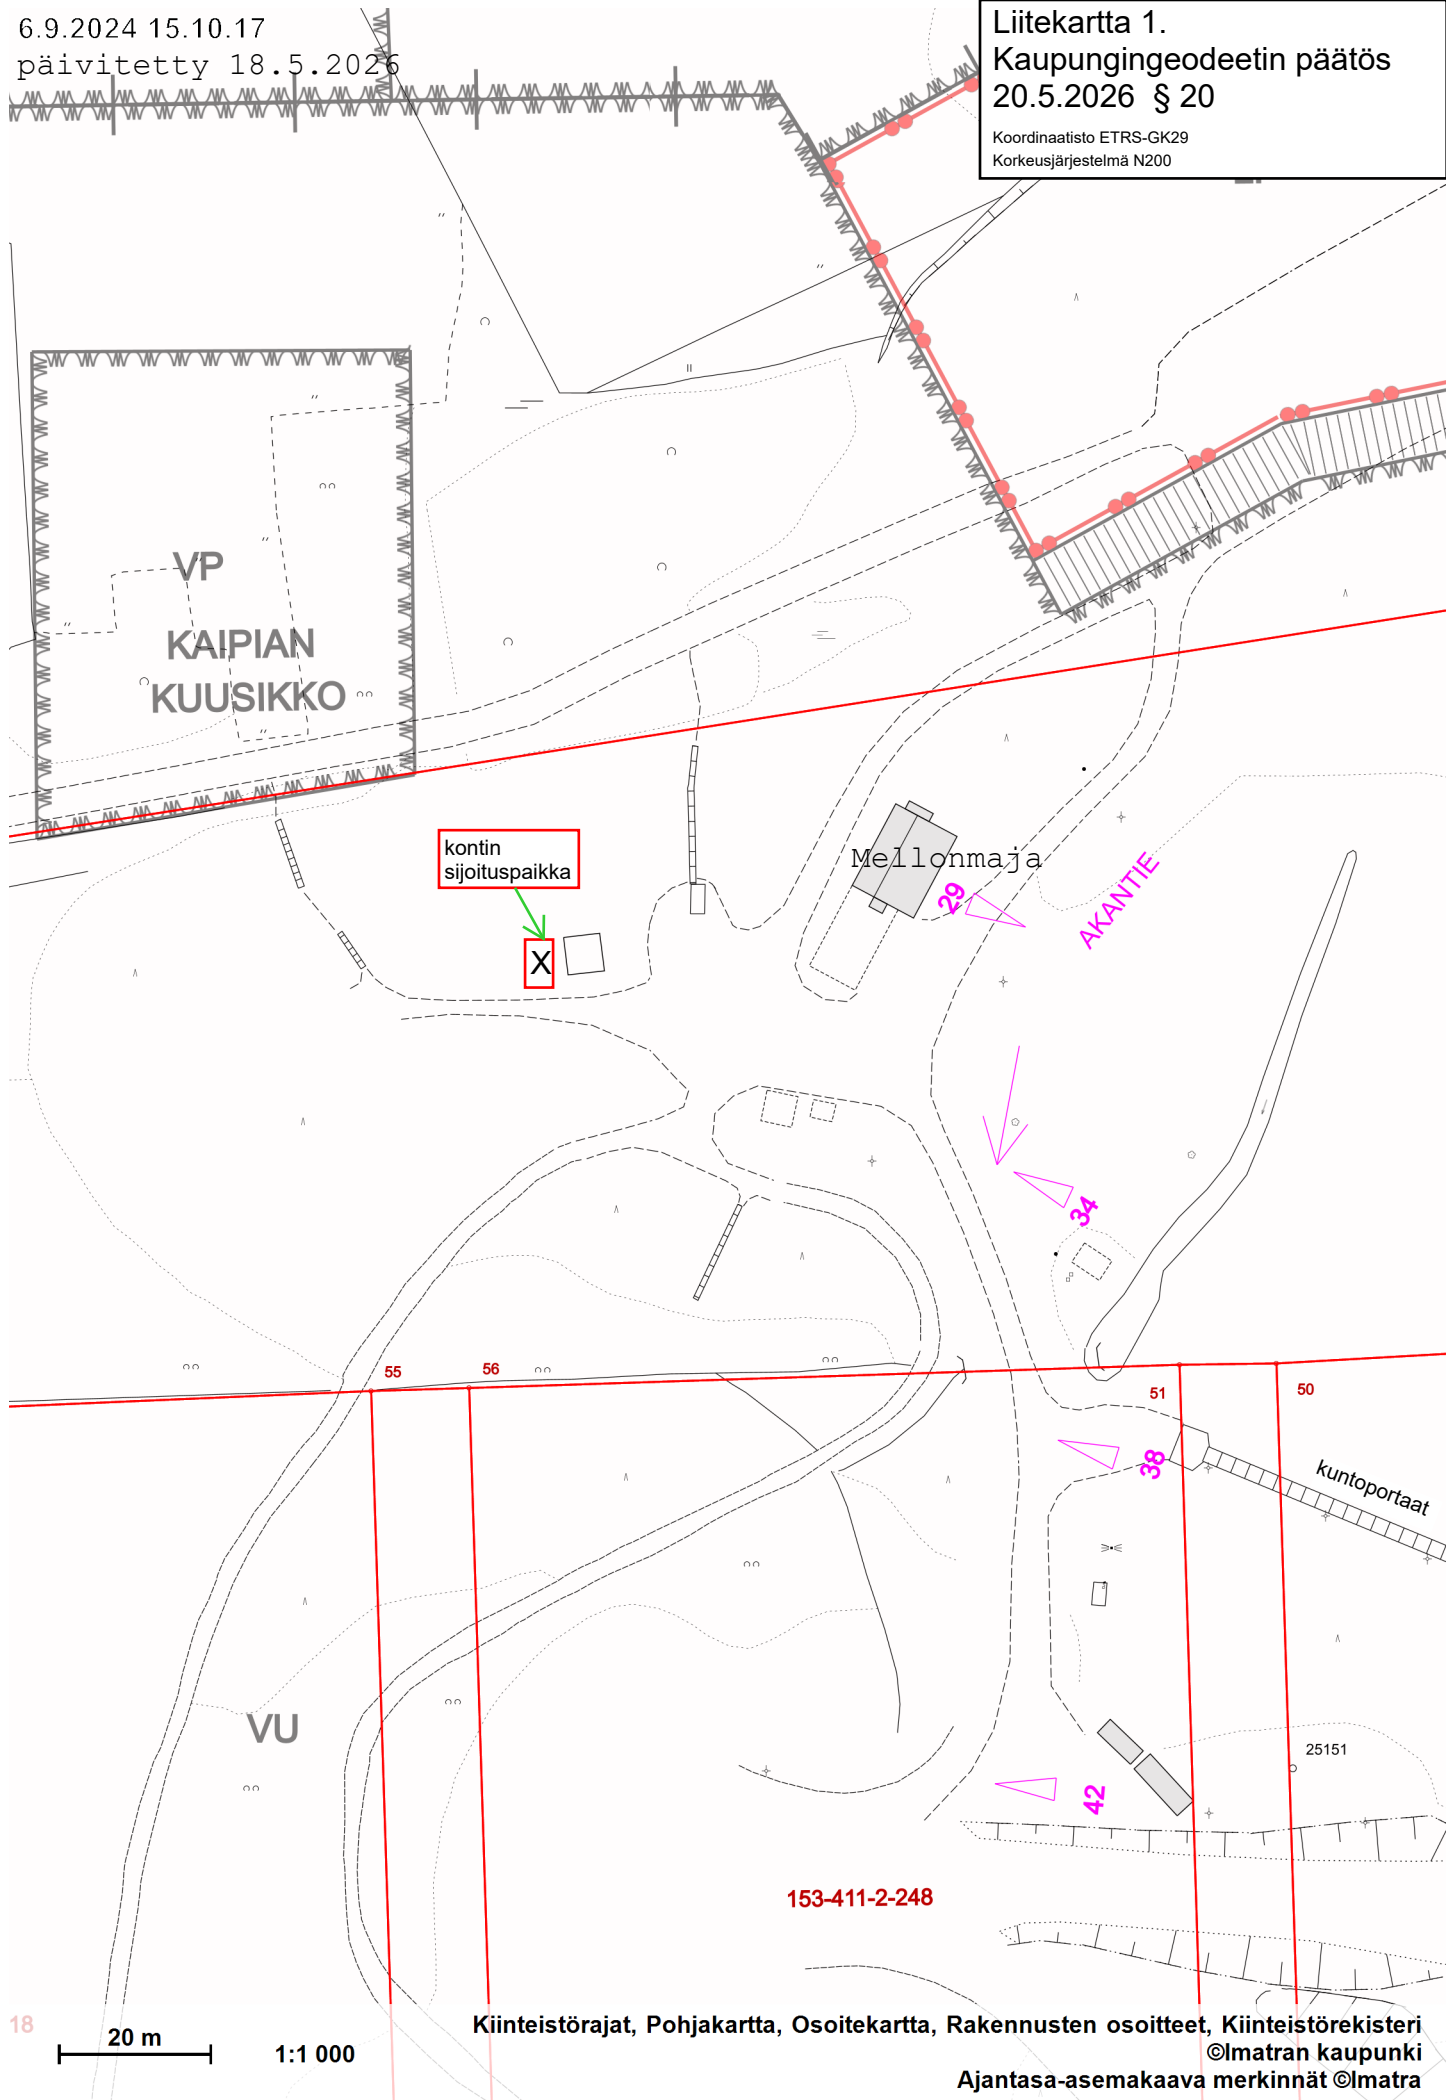 6.9.2024 15.10.17
päivitetty 18.5.2026
Liitekartta 1.
Kaupungingeodeetin päätös
20.5.2026 § 20
Koordinaatisto ETRS-GK29
Korkeusjärjestelmä N200
VP
KAIPIAN
KUUSIKKO
kontin
sijoituspaikka
X
Mellonmaja
29
AKANTIE
34
55
56
51
50
38
kuntoportaat
VU
25151
42
153-411-2-248
18
20 m
1:1 000
Kiinteistörajat, Pohjakartta, Osoitekartta, Rakennusten osoitteet, Kiinteistörekisteri
©Imatran kaupunki
Ajantasa-asemakaava merkinnät ©Imatra